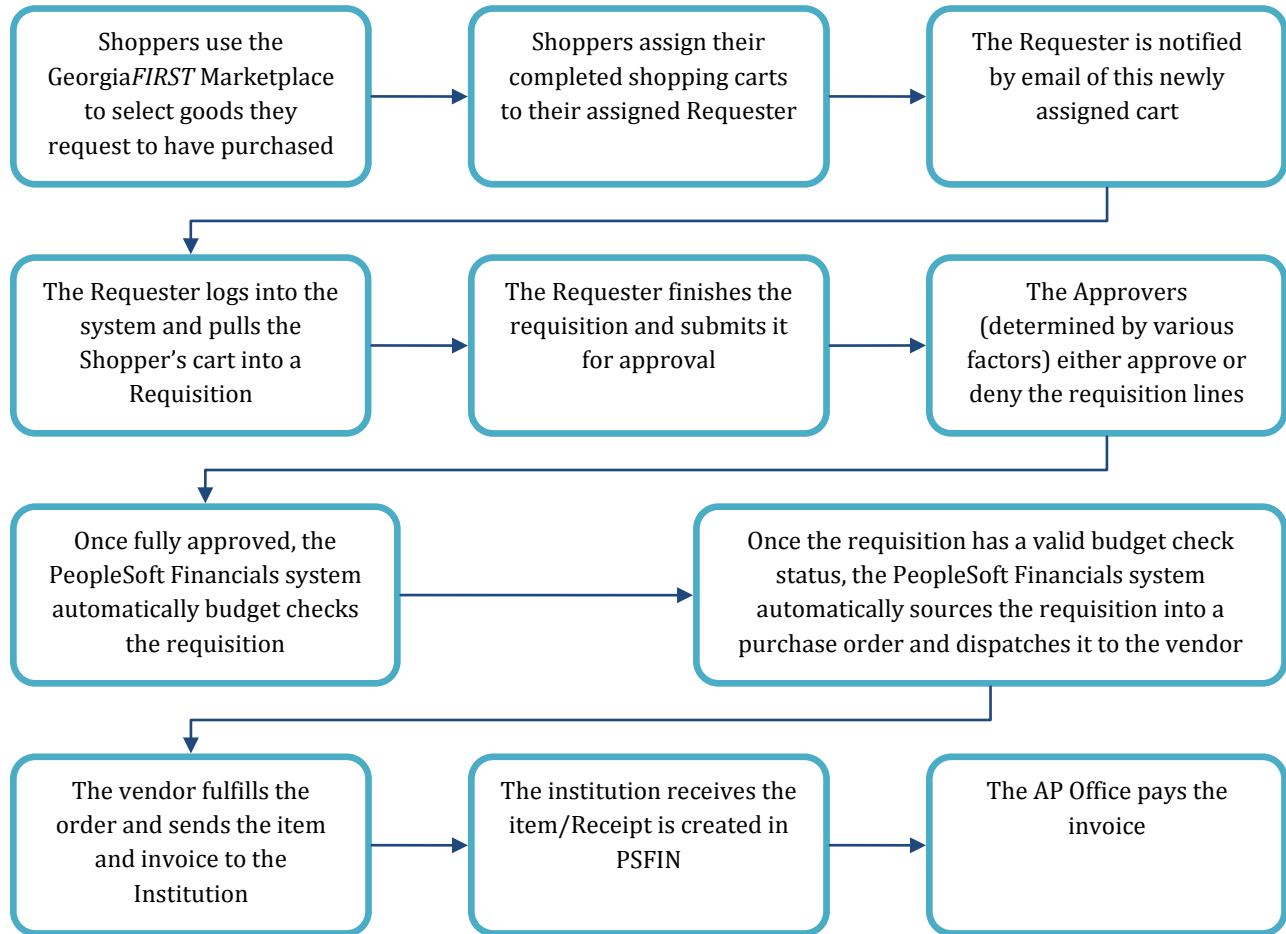 Shoppers use the
GeorgiaFIRST Marketplace
to select goods they
request to have purchased
Shoppers assign their
completed shopping carts
to their assigned Requester
The Requester is notified
by email of this newly
assigned cart
The Requester logs into the
system and pulls the
Shopper’s cart into a
Requisition
The Requester finishes the
requisition and submits it
for approval
The Approvers
(determined by various
factors) either approve or
deny the requisition lines
Once fully approved, the
PeopleSoft Financials system
automatically budget checks
the requisition
Once the requisition has a valid budget check
status, the PeopleSoft Financials system
automatically sources the requisition into a
purchase order and dispatches it to the vendor
The vendor fulfills the
order and sends the item
and invoice to the
Institution
The institution receives the
item/Receipt is created in
PSFIN
The AP Office pays the
invoice